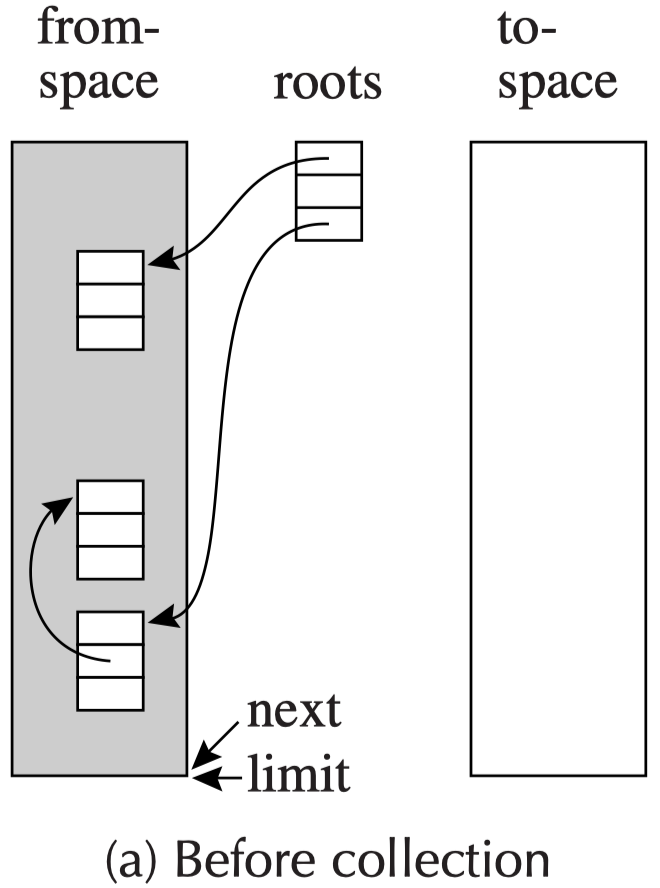 from-
space
roots
to-
space
next
limit
(a) Before collection